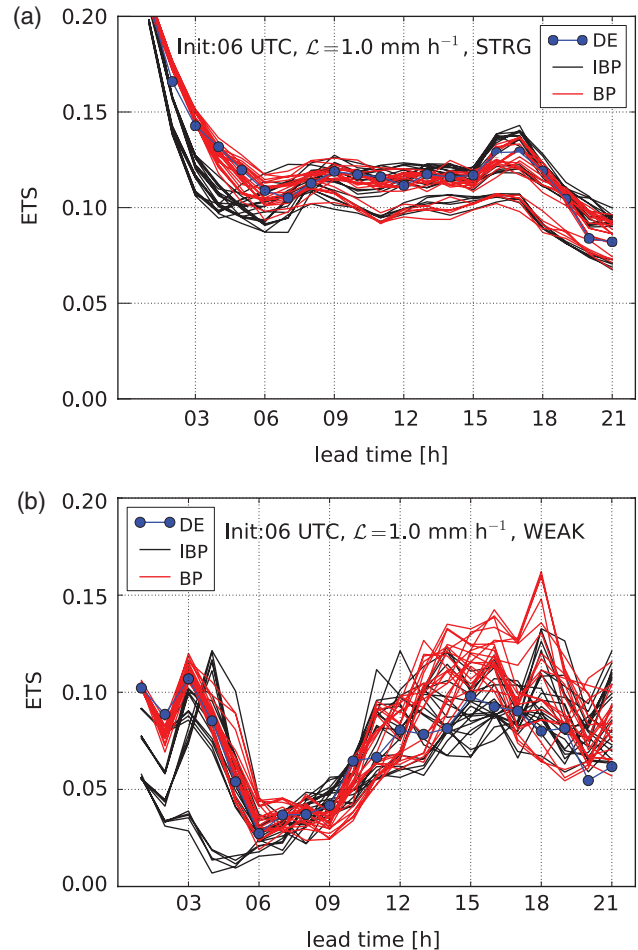 (a)
0.20
0.15
0.10
0.05
0.00
ETS
Init:06 UTC, ℒ=1.0 mm h⁻¹, STRG
DE
IBP
BP
03 06 09 12 15 18 21
lead time [h]
(b)
0.20
0.15
0.10
0.05
0.00
ETS
DE
IBP
BP
Init:06 UTC, ℒ=1.0 mm h⁻¹, WEAK
03 06 09 12 15 18 21
lead time [h]